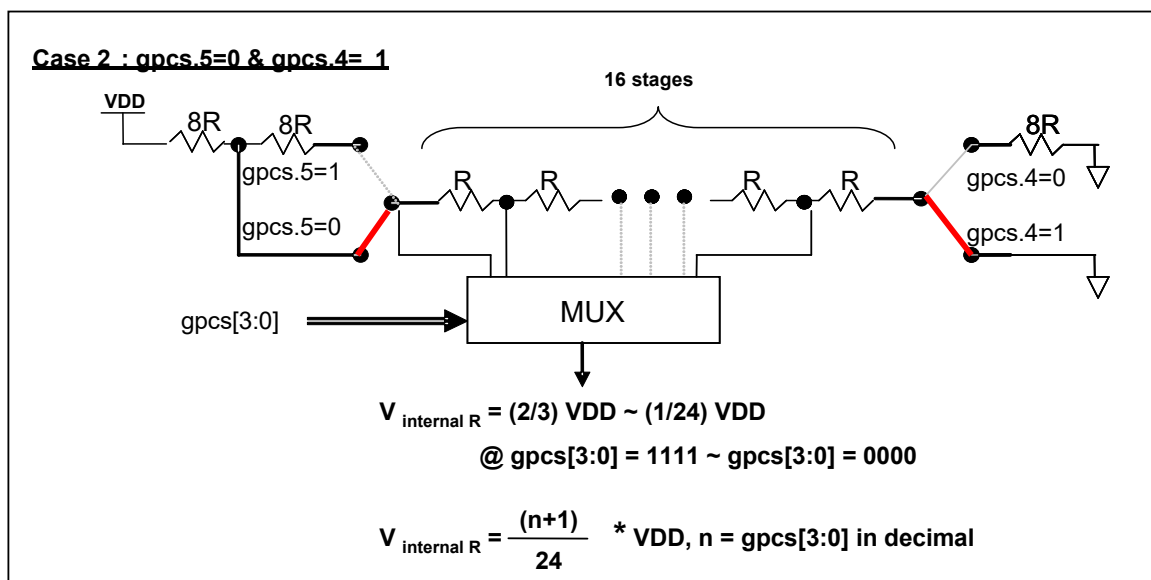 Case 2 : gpcs.5=0 & gpcs.4= 1
16 stages
VDD
8R
8R
8R
gpcs.5=1
R
R
R
R
gpcs.4=0
gpcs.5=0
gpcs.4=1
MUX
gpcs[3:0]
V internal R = (2/3) VDD ~ (1/24) VDD
@ gpcs[3:0] = 1111 ~ gpcs[3:0] = 0000
V internal R = (n+1) / 24 * VDD, n = gpcs[3:0] in decimal